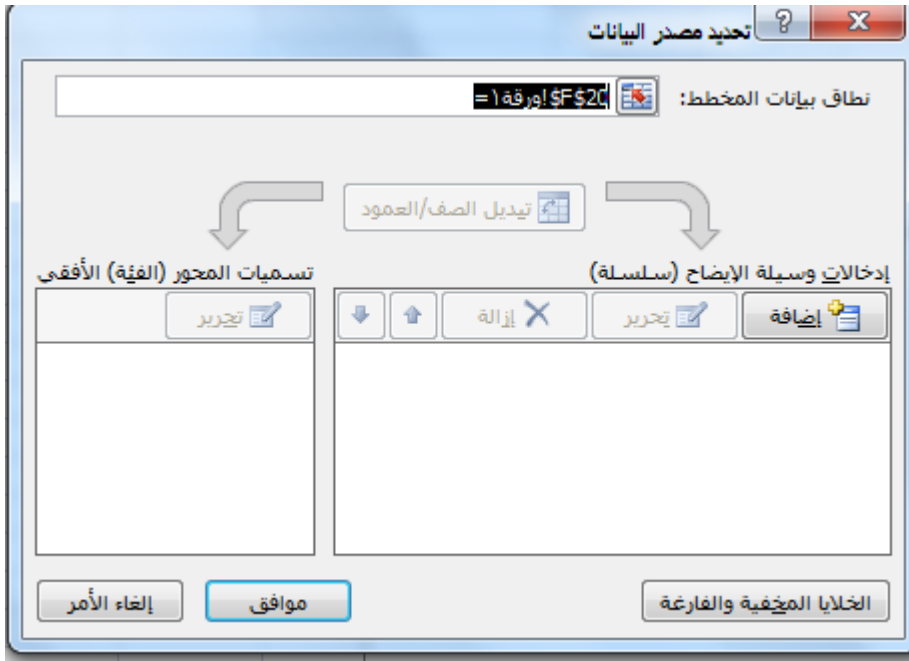 تحديد مصدر البيانات
نطاق بيانات المخطط: =ورقة١!$F$20
تبديل الصف/العمود
إدخالات وسيلة الإيضاح (سلسلة)
تسميات المحور (الفئة) الأفقي
إضافة تحرير إزالة
تحرير
الخلايا المخفية والفارغة موافق إلغاء الأمر